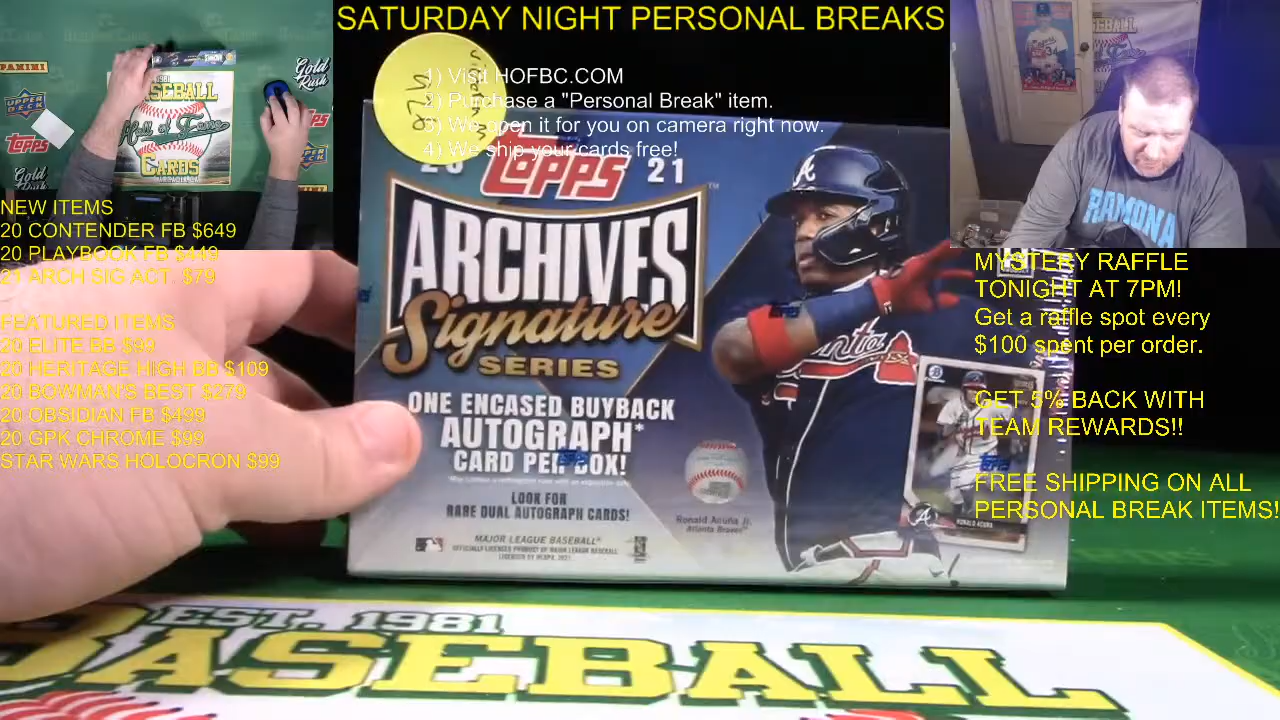 SATURDAY NIGHT PERSONAL BREAKS
1) Visit HOFBC.COM
2) Purchase a "Personal Break" item.
3) We open it for you on camera right now.
4) We ship your cards free!
PANINI
UPPER DECK
TOPPS
Gold Rush
1981
BASEBALL
Hall of Fame
CARDS
NEW ITEMS
20 CONTENDER FB $649
20 PLAYBOOK FB $449
21 ARCH SIG ACT. $79
FEATURED ITEMS
20 ELITE BB $99
20 HERITAGE HIGH BB $109
20 BOWMAN'S BEST $279
20 OBSIDIAN FB $499
20 GPK CHROME $99
STAR WARS HOLOCRON $99
20 TOPPS 21
ARCHIVES
Signature
SERIES
ONE ENCASED BUYBACK
AUTOGRAPH*
CARD PER BOX!
LOOK FOR
RARE DUAL AUTOGRAPH CARDS!
MAJOR LEAGUE BASEBALL
Ronald Acuña Jr.
Atlanta Braves
RONALD ACUÑA
RAMONA
MYSTERY RAFFLE
TONIGHT AT 7PM!
Get a raffle spot every
$100 spent per order.
GET 5% BACK WITH
TEAM REWARDS!!
FREE SHIPPING ON ALL
PERSONAL BREAK ITEMS!
EST. 1981
BASEBALL